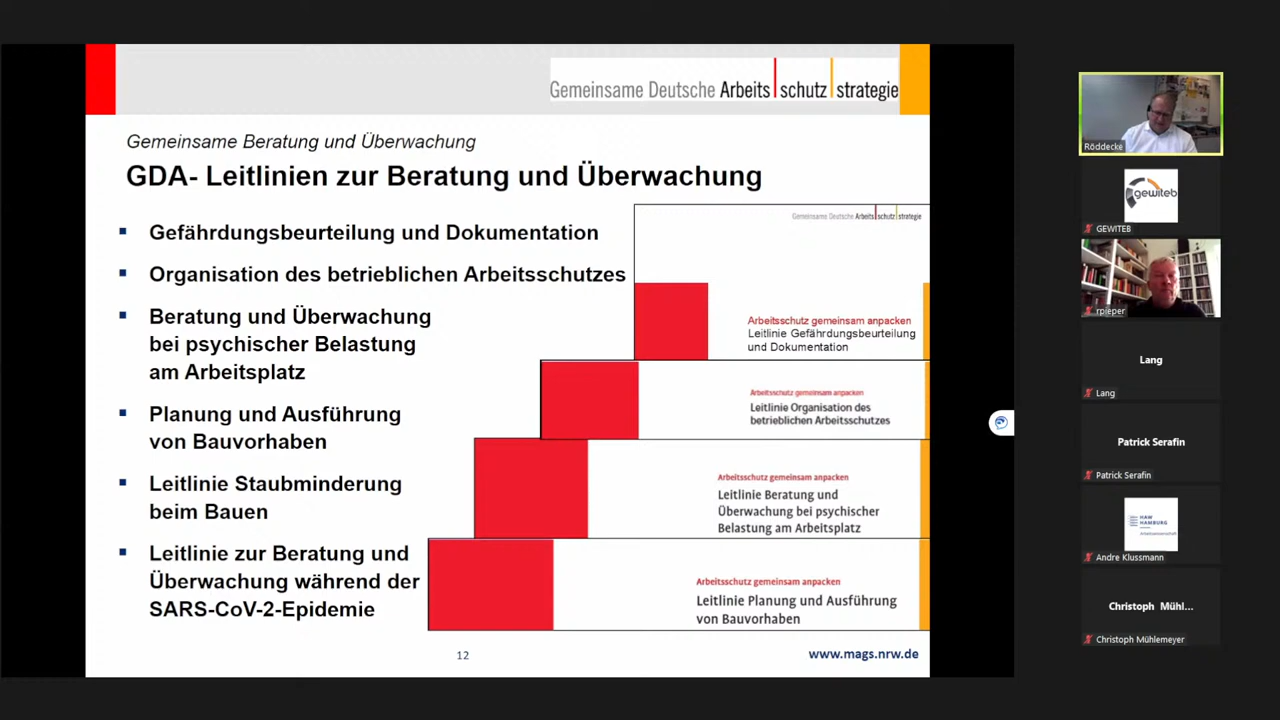 Gemeinsame Deutsche Arbeits schutz strategie
Gemeinsame Beratung und Überwachung
GDA- Leitlinien zur Beratung und Überwachung
Gefährdungsbeurteilung und Dokumentation
Organisation des betrieblichen Arbeitsschutzes
Beratung und Überwachung
bei psychischer Belastung
am Arbeitsplatz
Planung und Ausführung
von Bauvorhaben
Leitlinie Staubminderung
beim Bauen
Leitlinie zur Beratung und
Überwachung während der
SARS-CoV-2-Epidemie
Gemeinsame Deutsche Arbeits schutz strategie
Arbeitsschutz gemeinsam anpacken
Leitlinie Gefährdungsbeurteilung
und Dokumentation
Arbeitsschutz gemeinsam anpacken
Leitlinie Organisation des
betrieblichen Arbeitsschutzes
Arbeitsschutz gemeinsam anpacken
Leitlinie Beratung und
Überwachung bei psychischer
Belastung am Arbeitsplatz
Arbeitsschutz gemeinsam anpacken
Leitlinie Planung und Ausführung
von Bauvorhaben
12
www.mags.nrw.de
Röddecke
gewiteb
GEWITEB
rpieper
Lang
Lang
Patrick Serafin
Patrick Serafin
HAW
HAMBURG
Andre Klussmann
Christoph Mühl...
Christoph Mühlemeyer